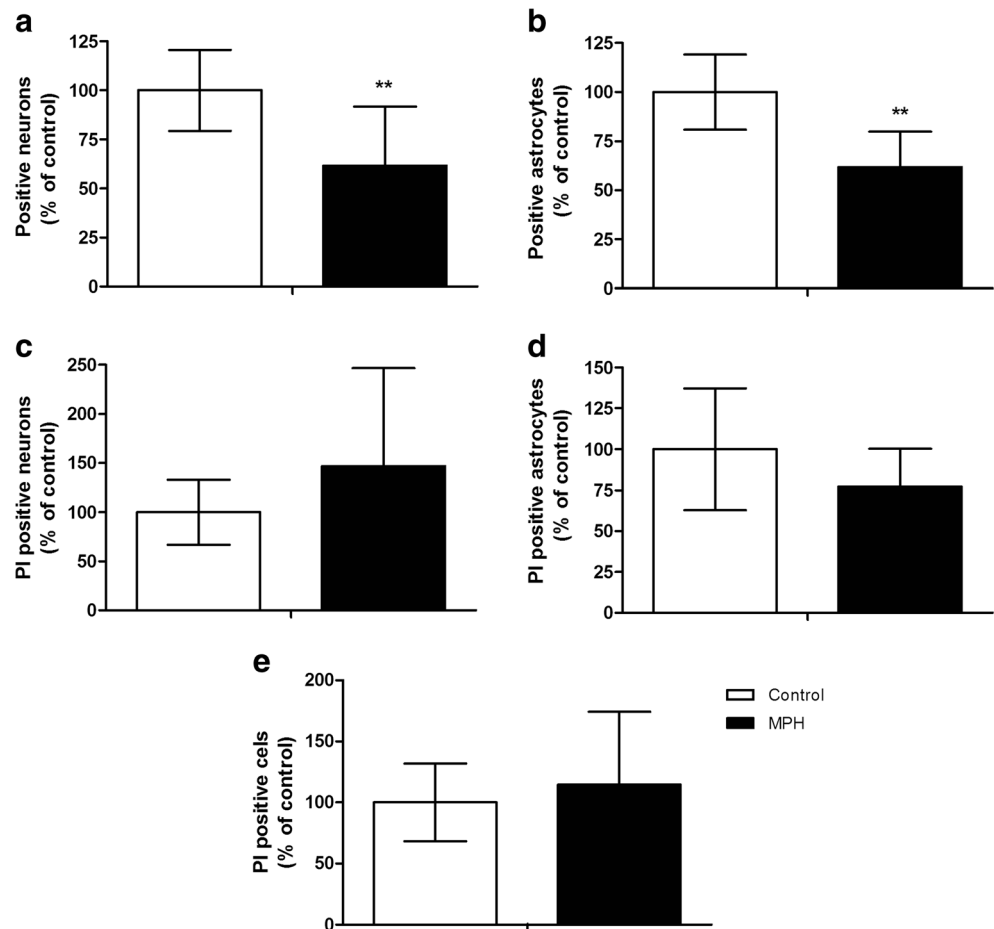 a
Positive neurons
(% of control)
125
100
75
50
25
0
**
b
Positive astrocytes
(% of control)
125
100
75
50
25
0
**
c
PI positive neurons
(% of control)
250
200
150
100
50
0
d
PI positive astrocytes
(% of control)
150
125
100
75
50
25
0
e
PI positive cels
(% of control)
200
150
100
50
0
Control
MPH